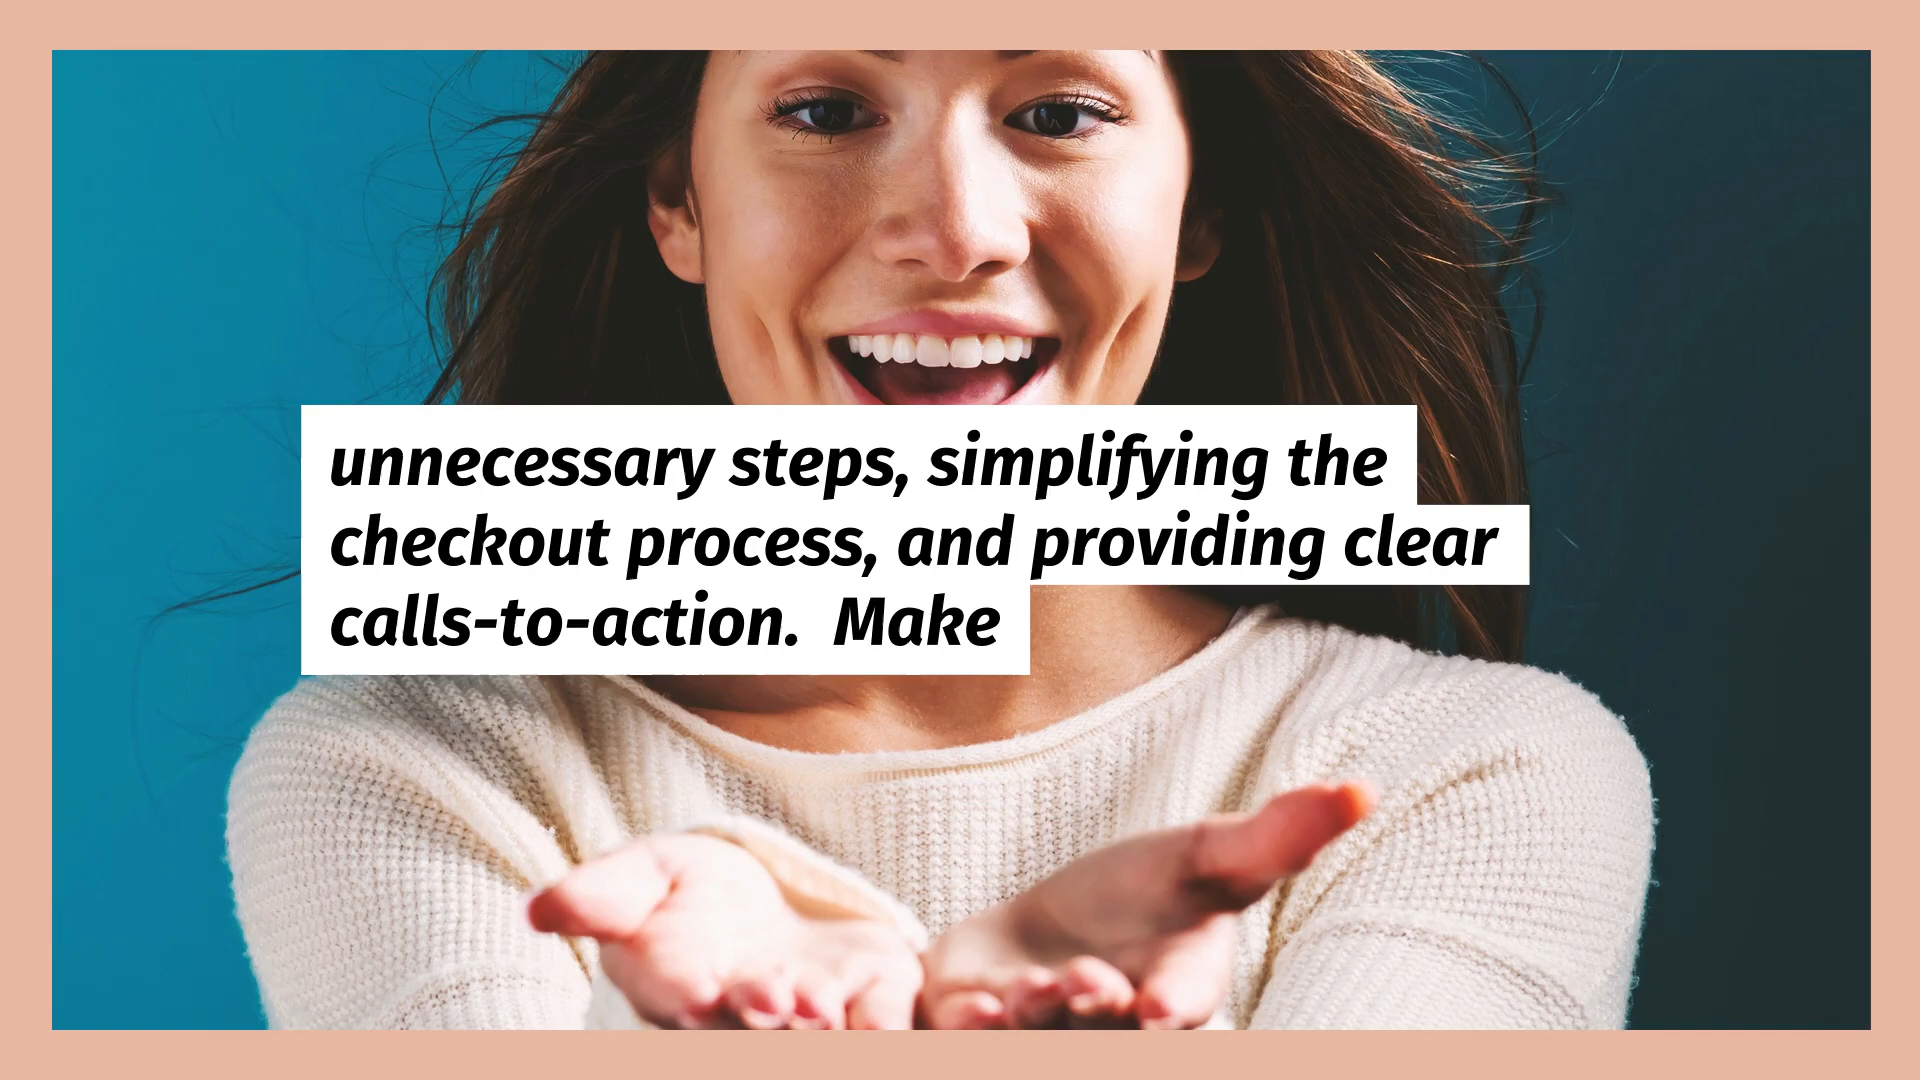 unnecessary steps, simplifying the
checkout process, and providing clear
calls-to-action.  Make